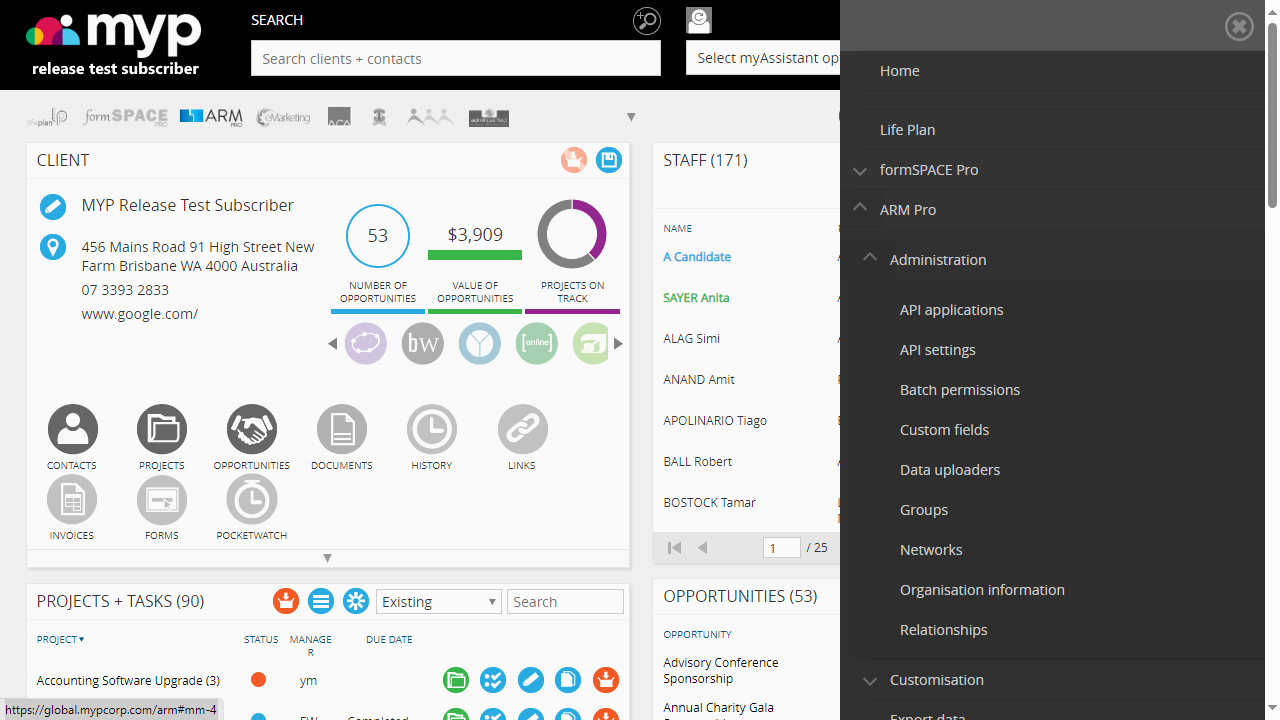 myp
release test subscriber
SEARCH
Search clients + contacts
Select myAssistant op
plan
formSPACE PRO
ARM PRO
eMarketing
ACA
CLIENT
MYP Release Test Subscriber
456 Mains Road 91 High Street New
Farm Brisbane WA 4000 Australia
07 3393 2833
www.google.com/
53
$3,909
NUMBER OF
OPPORTUNITIES
VALUE OF
OPPORTUNITIES
PROJECTS ON
TRACK
bw
[online]
CONTACTS
PROJECTS
OPPORTUNITIES
DOCUMENTS
HISTORY
LINKS
INVOICES
FORMS
POCKETWATCH
STAFF (171)
NAME
A Candidate
SAYER Anita
ALAG Simi
ANAND Amit
APOLINARIO Tiago
BALL Robert
BOSTOCK Tamar
1 / 25
PROJECTS + TASKS (90)
Existing
Search
PROJECT
STATUS
MANAGE
R
DUE DATE
Accounting Software Upgrade (3)
ym
Completed
https://global.mypcorp.com/arm#mm-4
OPPORTUNITIES (53)
OPPORTUNITY
Advisory Conference
Sponsorship
Annual Charity Gala
Home
Life Plan
formSPACE Pro
ARM Pro
Administration
API applications
API settings
Batch permissions
Custom fields
Data uploaders
Groups
Networks
Organisation information
Relationships
Customisation
Export data